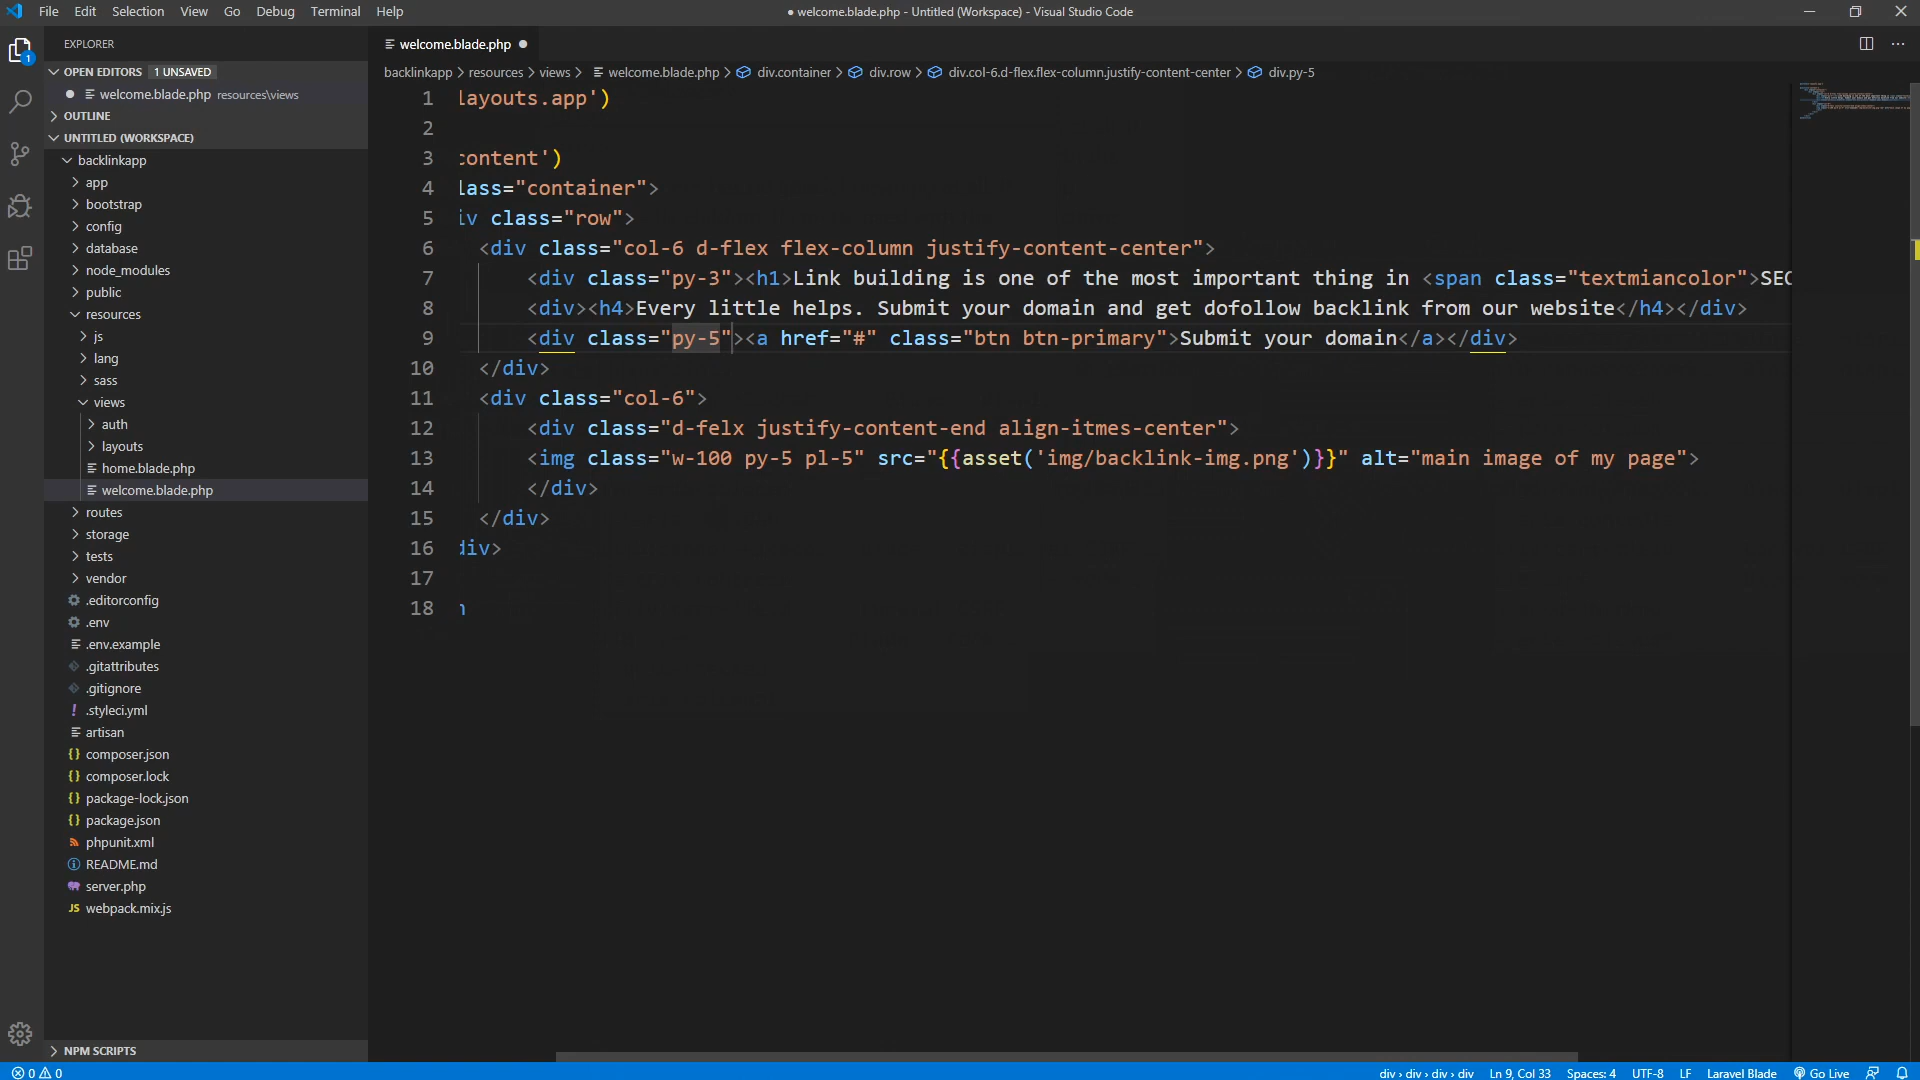 File Edit Selection View Go Debug Terminal Help
● welcome.blade.php - Untitled (Workspace) - Visual Studio Code
EXPLORER
1
OPEN EDITORS 1 UNSAVED
welcome.blade.php resources\views
OUTLINE
UNTITLED (WORKSPACE)
backlinkapp
app
bootstrap
config
database
node_modules
public
resources
js
lang
sass
views
auth
layouts
home.blade.php
welcome.blade.php
routes
storage
tests
vendor
.editorconfig
.env
.env.example
.gitattributes
.gitignore
.styleci.yml
artisan
composer.json
composer.lock
package-lock.json
package.json
phpunit.xml
README.md
server.php
JS webpack.mix.js
NPM SCRIPTS
welcome.blade.php
backlinkapp > resources > views > welcome.blade.php > div.container > div.row > div.col-6.d-flex.flex-column.justify-content-center > div.py-5
1 layouts.app')
2
3 content')
4 lass="container">
5 iv class="row">
6 <div class="col-6 d-flex flex-column justify-content-center">
7 <div class="py-3"><h1>Link building is one of the most important thing in <span class="textmiancolor">SEO
8 <div><h4>Every little helps. Submit your domain and get dofollow backlink from our website</h4></div>
9 <div class="py-5"><a href="#" class="btn btn-primary">Submit your domain</a></div>
10 </div>
11 <div class="col-6">
12 <div class="d-felx justify-content-end align-itmes-center">
13 <img class="w-100 py-5 pl-5" src="{{asset('img/backlink-img.png')}}" alt="main image of my page">
14 </div>
15 </div>
16 div>
17
18 n
0 0
div › div › div › div Ln 9, Col 33 Spaces: 4 UTF-8 LF Laravel Blade Go Live